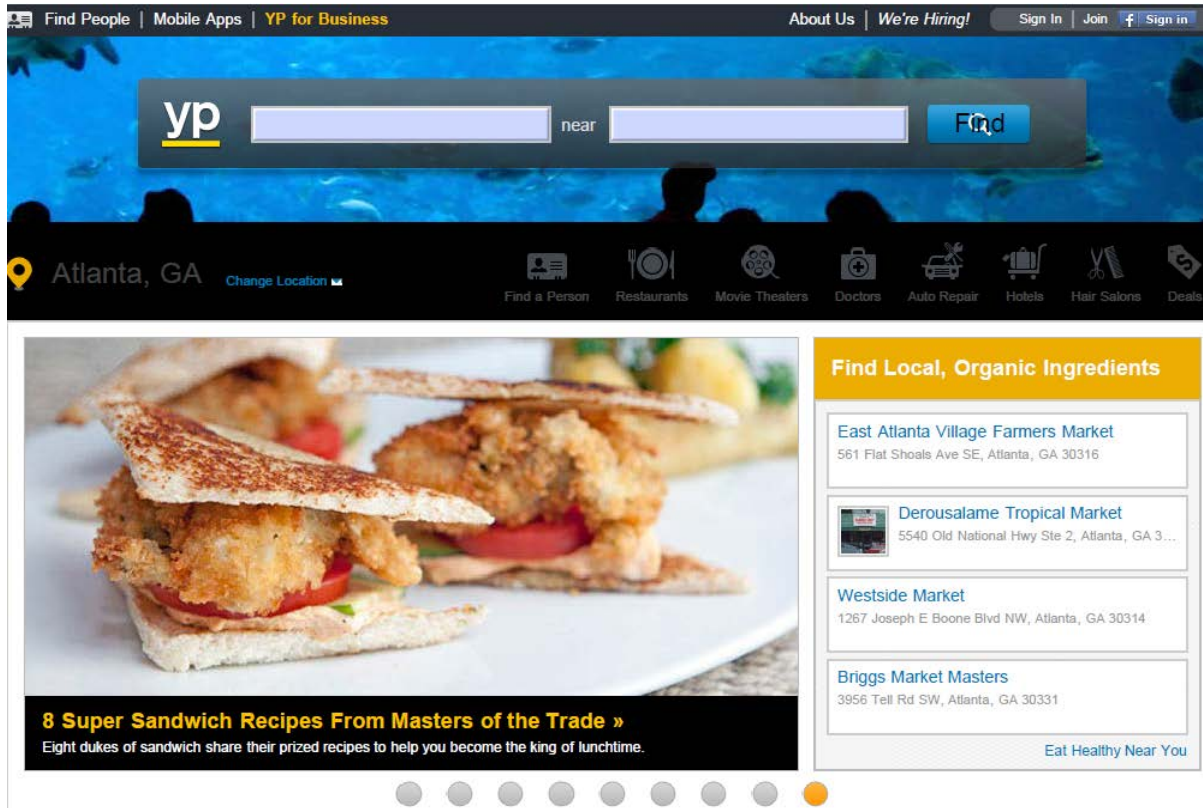 Find People | Mobile Apps | YP for Business
About Us | We're Hiring!
Sign In | Join
f Sign in
yp
near
Find
Atlanta, GA
Change Location
Find a Person
Restaurants
Movie Theaters
Doctors
Auto Repair
Hotels
Hair Salons
Deals
8 Super Sandwich Recipes From Masters of the Trade »
Eight dukes of sandwich share their prized recipes to help you become the king of lunchtime.
Find Local, Organic Ingredients
East Atlanta Village Farmers Market
561 Flat Shoals Ave SE, Atlanta, GA 30316
Derousalame Tropical Market
5540 Old National Hwy Ste 2, Atlanta, GA 3...
Westside Market
1267 Joseph E Boone Blvd NW, Atlanta, GA 30314
Briggs Market Masters
3956 Tell Rd SW, Atlanta, GA 30331
Eat Healthy Near You